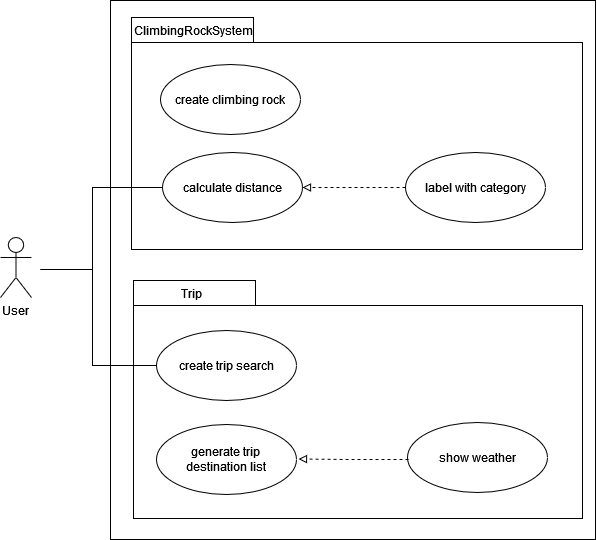 ClimbingRockSystem
create climbing rock
calculate distance
label with category
User
Trip
create trip search
generate trip
destination list
show weather